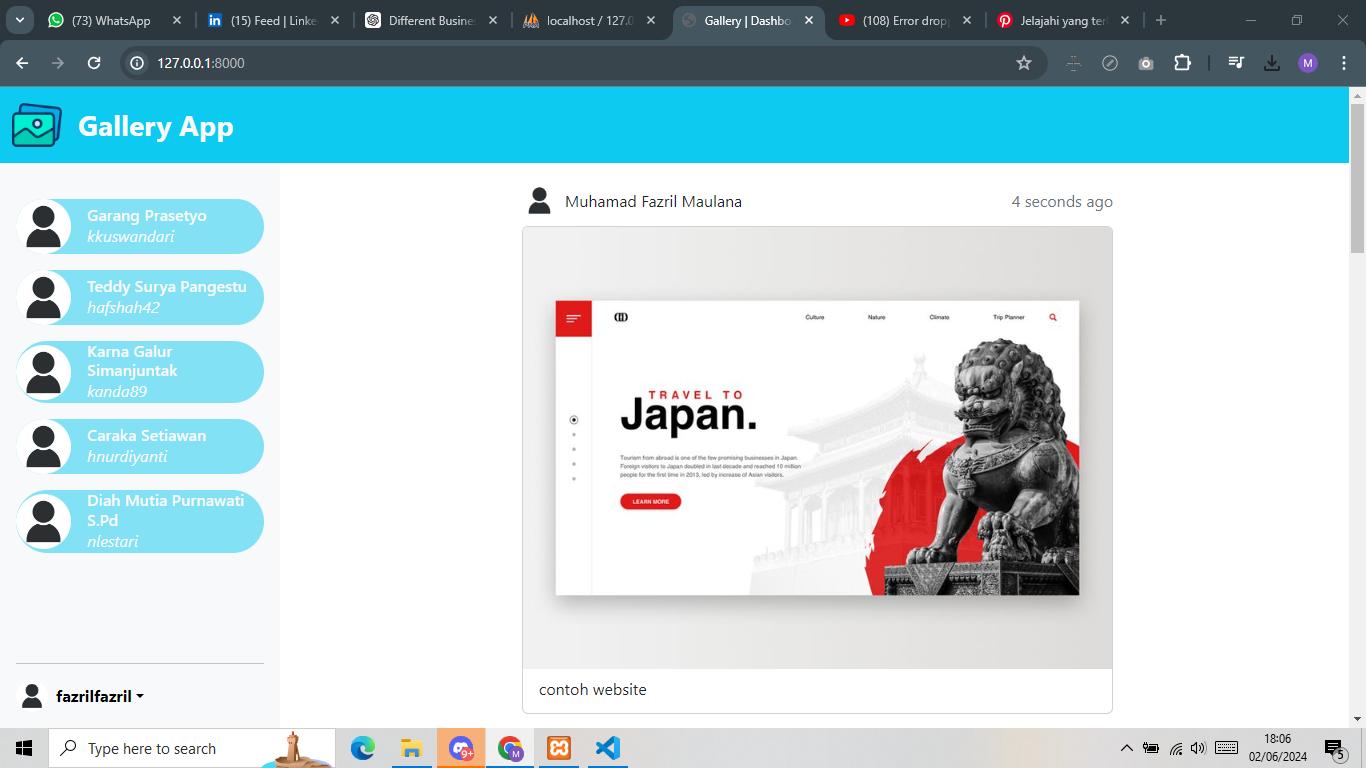 (73) WhatsApp
(15) Feed | Linke
Different Busine
localhost / 127.0
Gallery | Dashbo
(108) Error drop
Jelajahi yang ter
127.0.0.1:8000
M
Gallery App
Garang Prasetyo
kkuswandari
Teddy Surya Pangestu
hafshah42
Karna Galur
Simanjuntak
kanda89
Caraka Setiawan
hnurdiyanti
Diah Mutia Purnawati
S.Pd
nlestari
fazrilfazril
Muhamad Fazril Maulana
4 seconds ago
Culture
Nature
Climate
Trip Planner
TRAVEL TO
Japan.
Tourism from abroad is one of the few promising businesses in Japan.
Foreign visitors to Japan doubled in last decade and reached 10 million
people for the first time in 2013, led by increase of Asian visitors.
LEARN MORE
contoh website
Type here to search
9+
M
18:06
02/06/2024
5